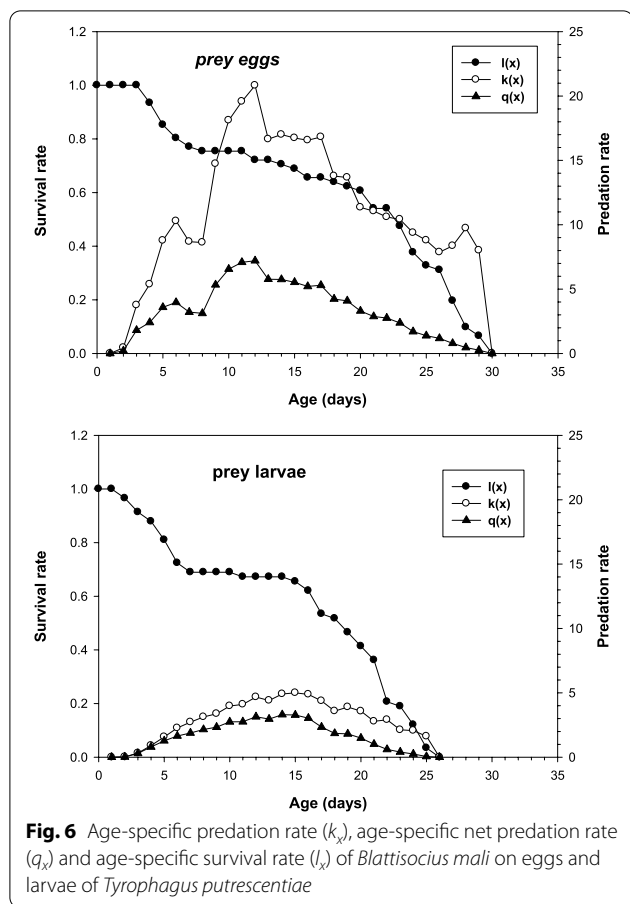 prey eggs
l(x)
k(x)
q(x)
1.2
1.0
0.8
0.6
0.4
0.2
0.0
Survival rate
25
20
15
10
5
0
Predation rate
0 5 10 15 20 25 30 35
Age (days)
prey larvae
l(x)
k(x)
q(x)
1.2
1.0
0.8
0.6
0.4
0.2
0.0
Survival rate
25
20
15
10
5
0
Predation rate
0 5 10 15 20 25 30 35
Age (days)
Fig. 6 Age-specific predation rate (kₓ), age-specific net predation rate
(qₓ) and age-specific survival rate (lₓ) of Blattisocius mali on eggs and
larvae of Tyrophagus putrescentiae